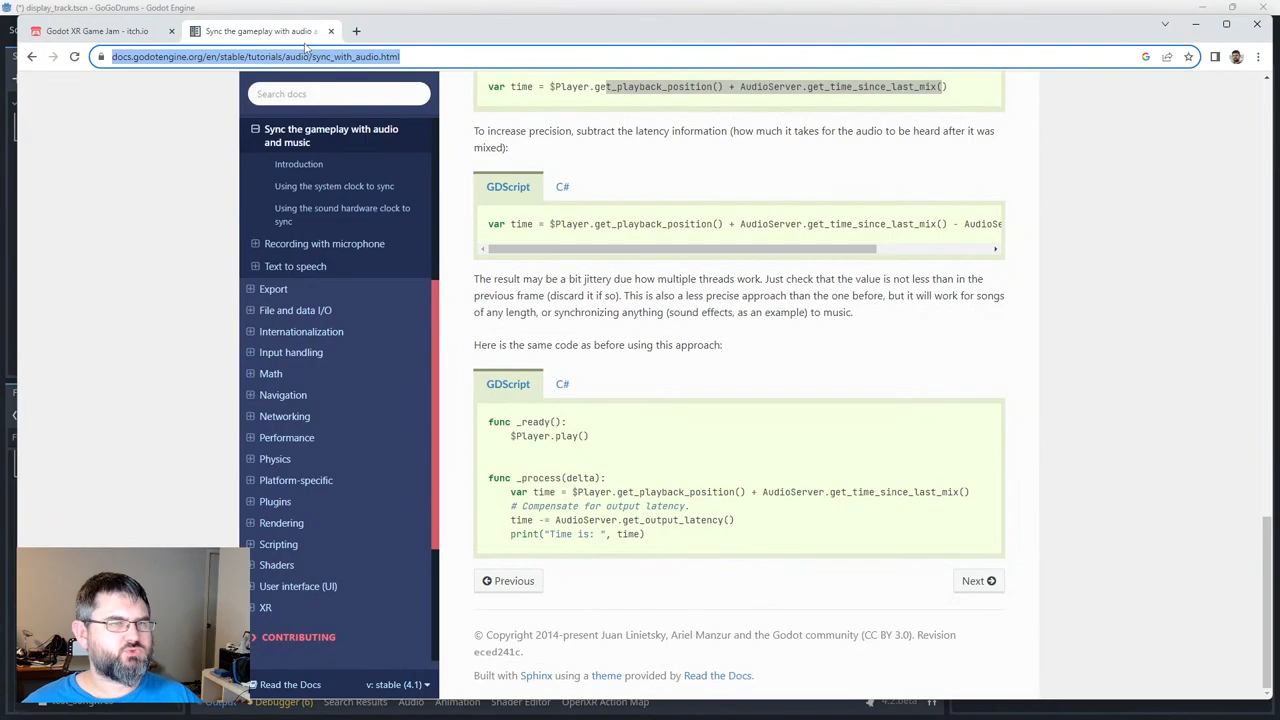 (*) display_track.tscn - GoGoDrums - Godot Engine
Godot XR Game Jam - itch.io
Sync the gameplay with audio a
docs.godotengine.org/en/stable/tutorials/audio/sync_with_audio.html
Search docs
Sync the gameplay with audio
and music
Introduction
Using the system clock to sync
Using the sound hardware clock to
sync
Recording with microphone
Text to speech
Export
File and data I/O
Internationalization
Input handling
Math
Navigation
Networking
Performance
Physics
Platform-specific
Plugins
Rendering
Scripting
Shaders
User interface (UI)
XR
CONTRIBUTING
Read the Docs
v: stable (4.1)
var time = $Player.get_playback_position() + AudioServer.get_time_since_last_mix()
To increase precision, subtract the latency information (how much it takes for the audio to be heard after it was
mixed):
GDScript C#
var time = $Player.get_playback_position() + AudioServer.get_time_since_last_mix() - AudioSe
The result may be a bit jittery due how multiple threads work. Just check that the value is not less than in the
previous frame (discard it if so). This is also a less precise approach than the one before, but it will work for songs
of any length, or synchronizing anything (sound effects, as an example) to music.
Here is the same code as before using this approach:
GDScript C#
func _ready():
$Player.play()
func _process(delta):
var time = $Player.get_playback_position() + AudioServer.get_time_since_last_mix()
# Compensate for output latency.
time -= AudioServer.get_output_latency()
print("Time is: ", time)
Previous
Next
© Copyright 2014-present Juan Linietsky, Ariel Manzur and the Godot community (CC BY 3.0). Revision
eced241c.
Built with Sphinx using a theme provided by Read the Docs.
Debugger (6) Search Results Audio Animation Shader Editor OpenXR Action Map
4.2.beta